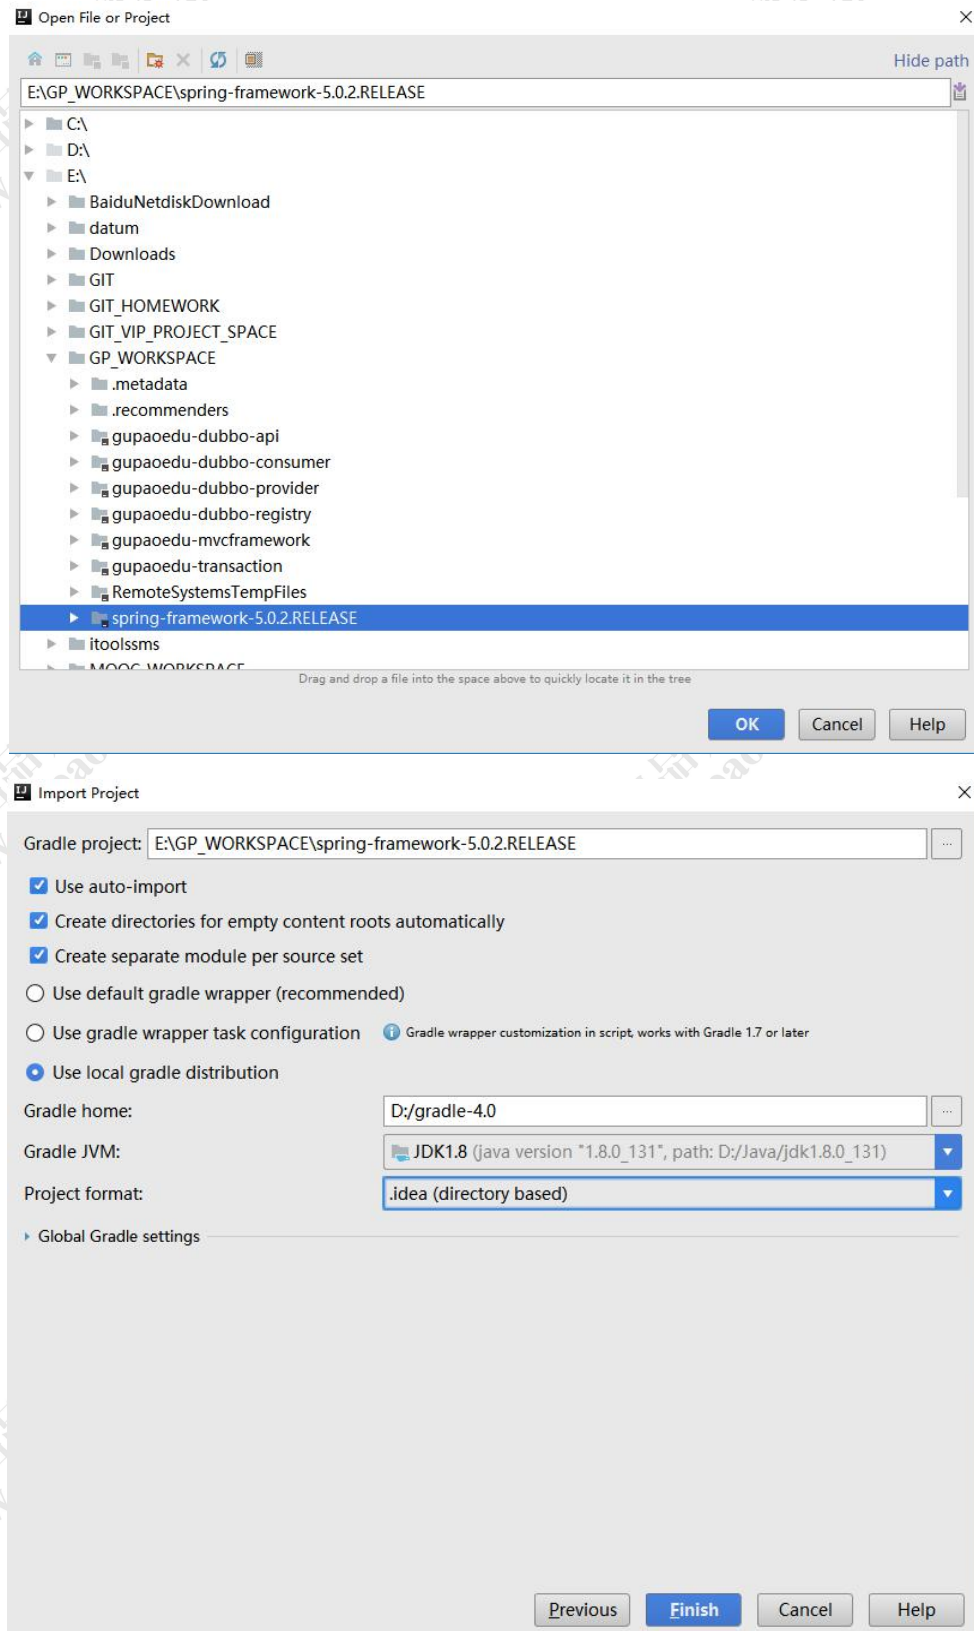 Open File or Project
Hide path
E:\GP_WORKSPACE\spring-framework-5.0.2.RELEASE
C:\
D:\
E:\
BaiduNetdiskDownload
datum
Downloads
GIT
GIT_HOMEWORK
GIT_VIP_PROJECT_SPACE
GP_WORKSPACE
.metadata
.recommenders
gupaoedu-dubbo-api
gupaoedu-dubbo-consumer
gupaoedu-dubbo-provider
gupaoedu-dubbo-registry
gupaoedu-mvcframework
gupaoedu-transaction
RemoteSystemsTempFiles
spring-framework-5.0.2.RELEASE
itoolssms
MOOC_WORKSPACE
Drag and drop a file into the space above to quickly locate it in the tree
OK Cancel Help
Import Project
Gradle project: E:\GP_WORKSPACE\spring-framework-5.0.2.RELEASE ...
Use auto-import
Create directories for empty content roots automatically
Create separate module per source set
Use default gradle wrapper (recommended)
Use gradle wrapper task configuration Gradle wrapper customization in script, works with Gradle 1.7 or later
Use local gradle distribution
Gradle home: D:/gradle-4.0 ...
Gradle JVM: JDK1.8 (java version "1.8.0_131", path: D:/Java/jdk1.8.0_131)
Project format: .idea (directory based)
Global Gradle settings
Previous Finish Cancel Help